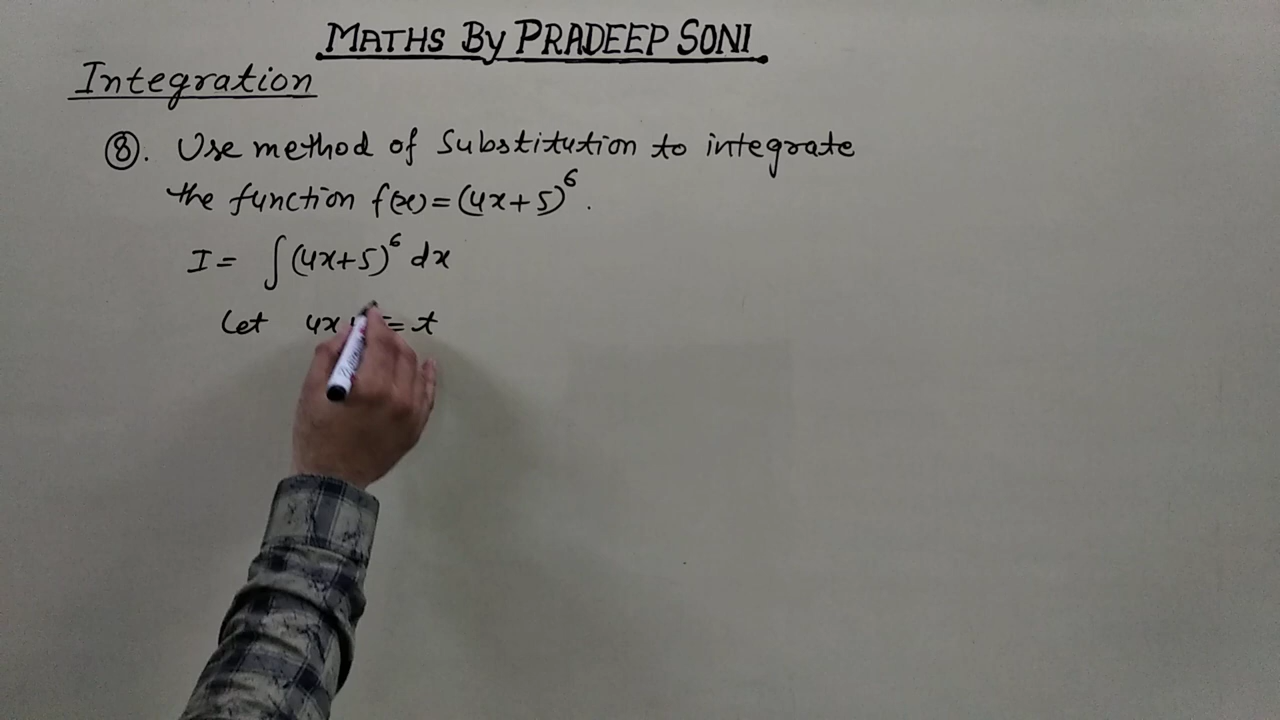 MATHS By PRADEEP SONI
Integration
⑧. Use method of Substitution to integrate
the function f(x)=(4x+5)⁶.
I= ∫(4x+5)⁶ dx
Let 4x = t